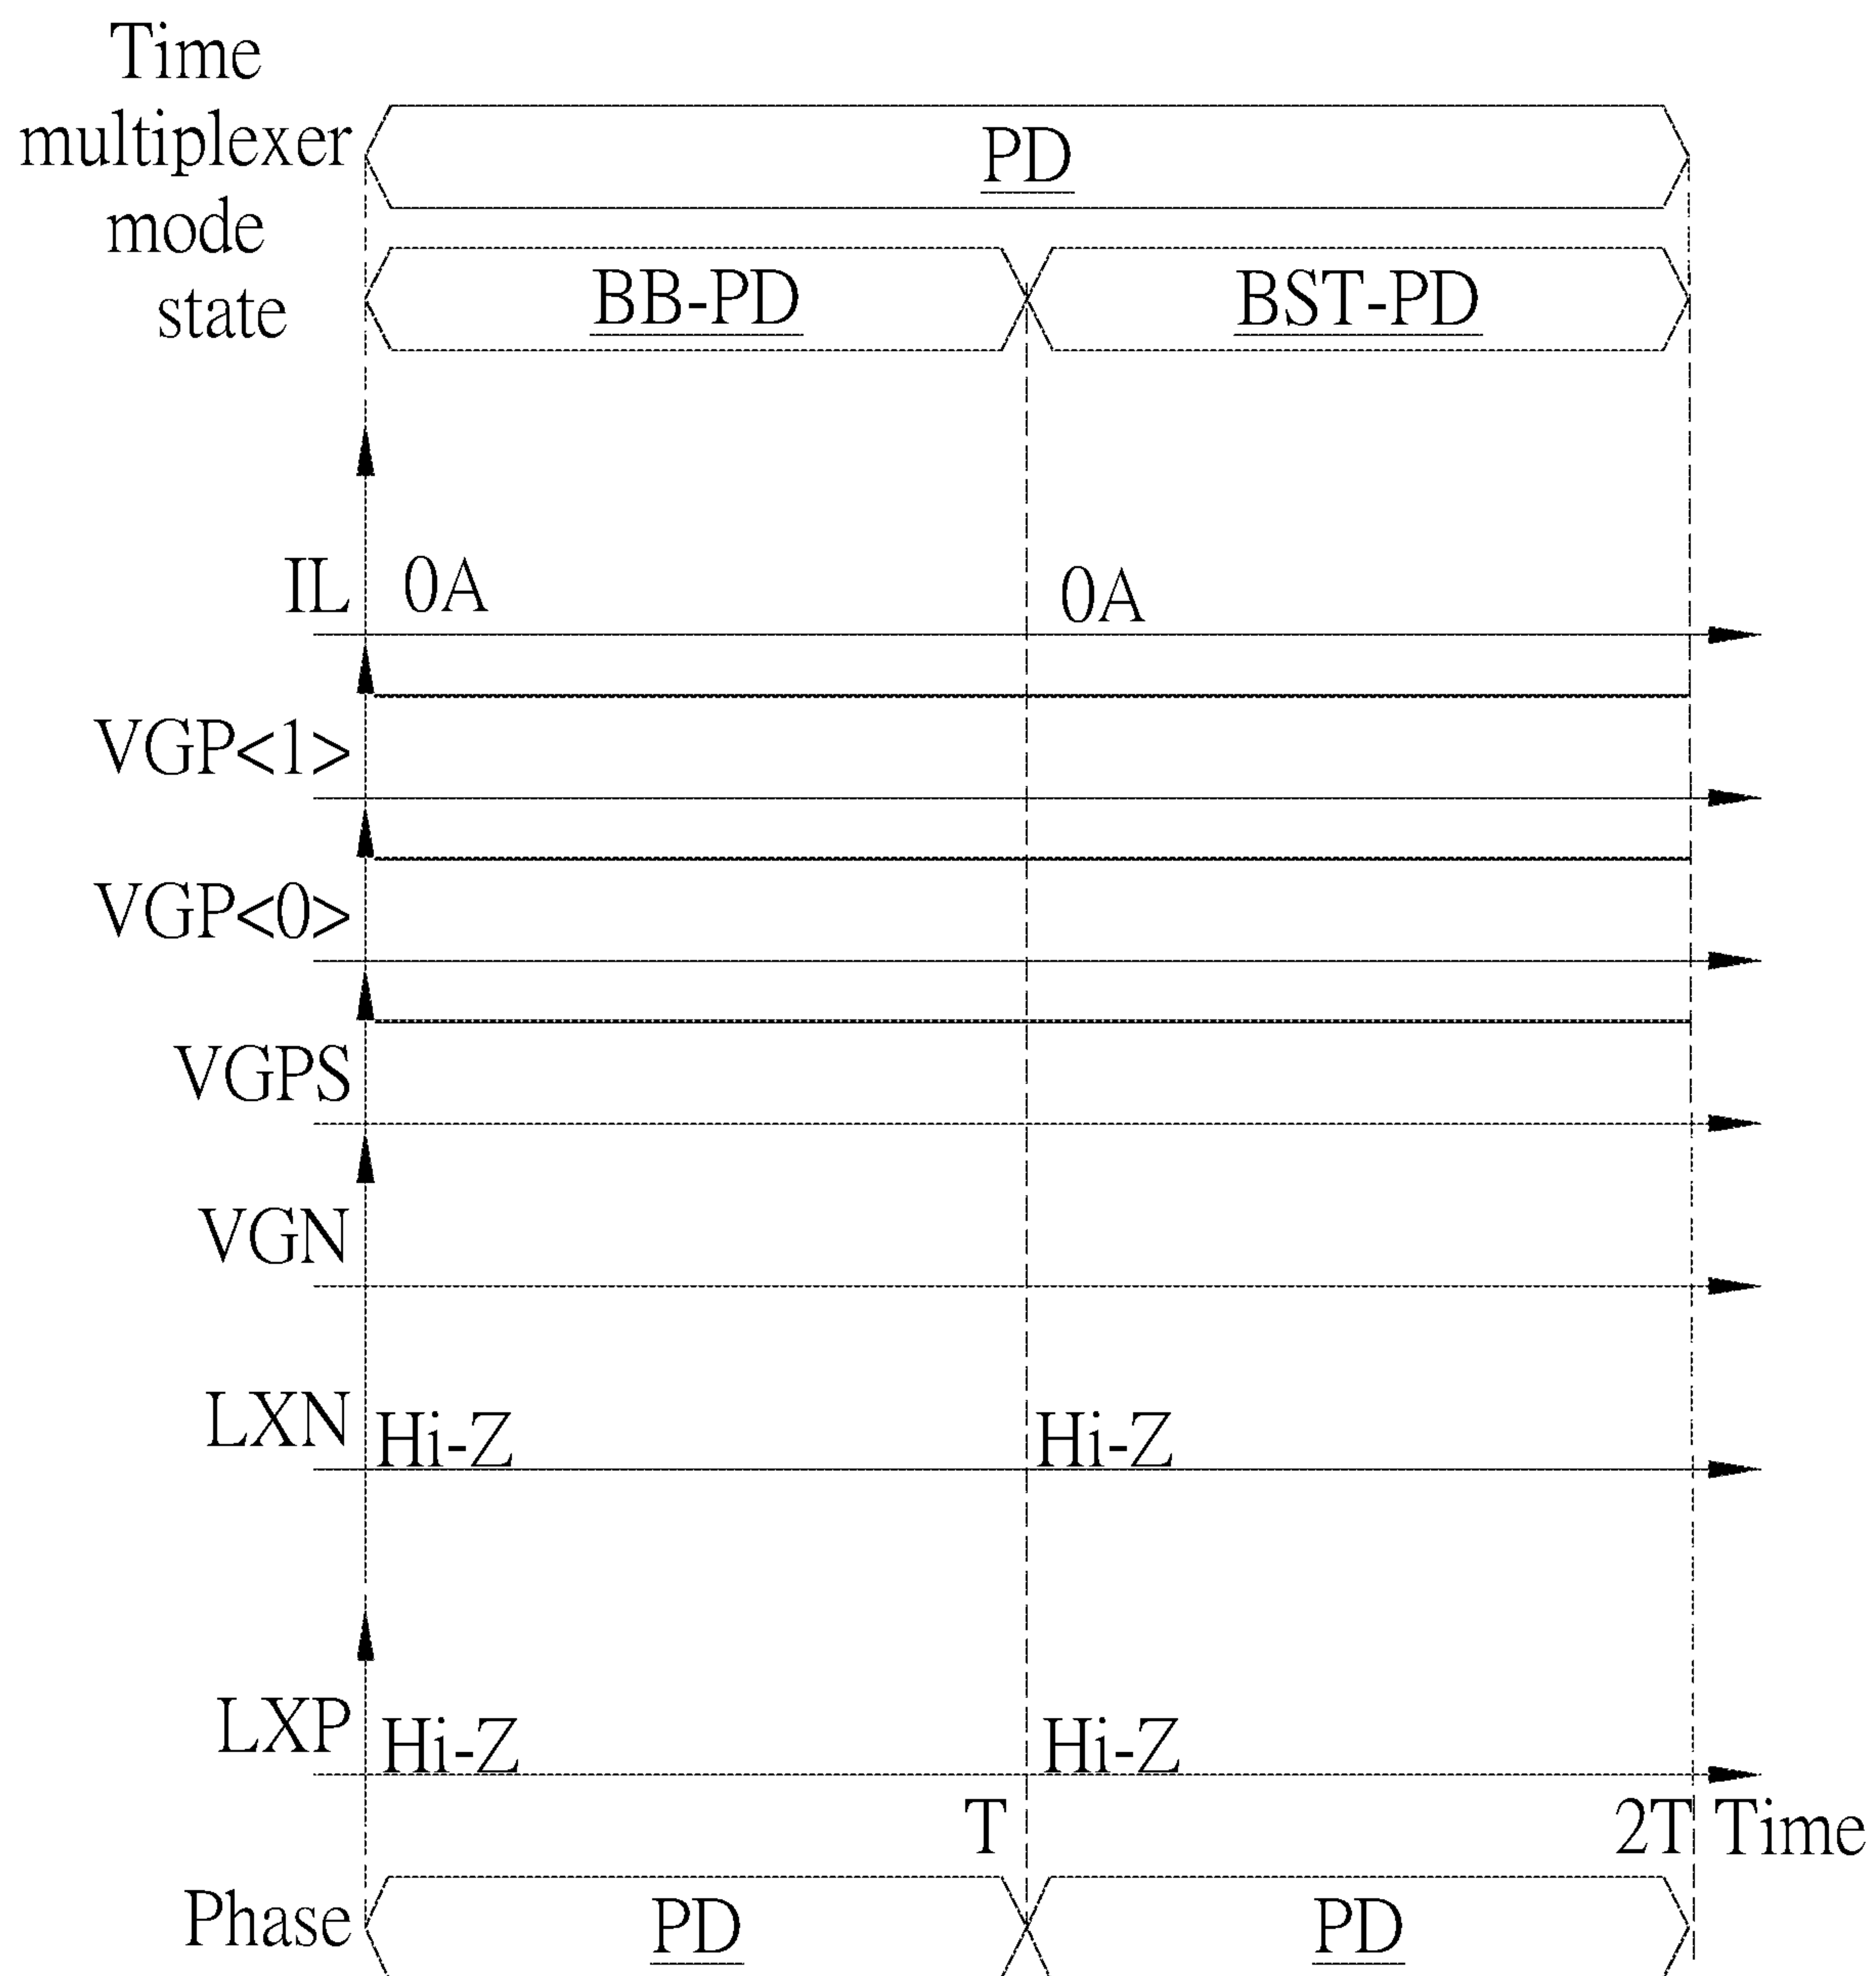 Time
multiplexer
mode
state
PD
BB-PD BST-PD
IL 0A 0A
VGP<1>
VGP<0>
VGPS
VGN
LXN Hi-Z Hi-Z
LXP Hi-Z Hi-Z
T 2T Time
Phase PD PD